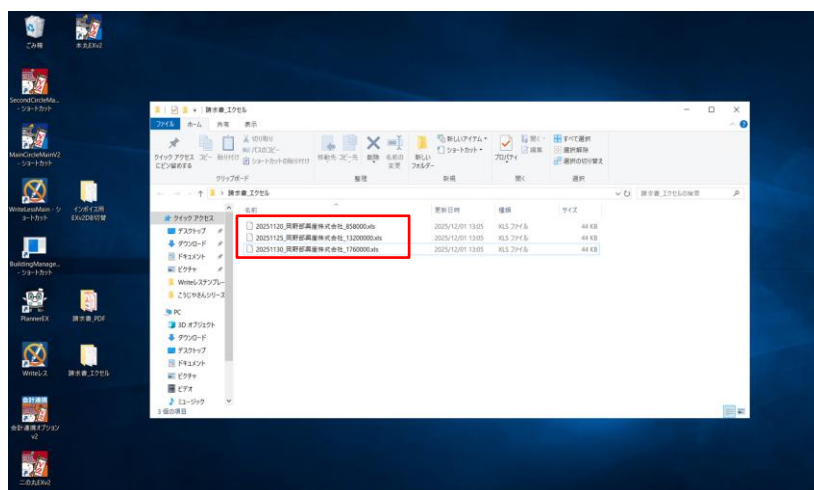 ごみ箱
本丸EXv2
SecondCircleMa...
- ショートカット
MainCircleMainV2
- ショートカット
WriteLessMain - シ
ョートカット
インボイス用
EXv2DB切替
BuildingManage...
- ショートカット
PlannerEX
請求書_PDF
Writeレス
請求書_エクセル
会計連携オプション
v2
二の丸EXv2
請求書_エクセル
ファイル
ホーム
共有
表示
クイック アクセス
にピン留めする
コピー
貼り付け
切り取り
パスのコピー
ショートカットの貼り付け
クリップボード
移動先
コピー先
削除
名前の
変更
整理
新しい
フォルダー
新しいアイテム
ショートカット
新規
プロパティ
開く
編集
開く
すべて選択
選択解除
選択の切り替え
選択
請求書_エクセル
請求書_エクセルの検索
名前
更新日時
種類
サイズ
20251120_岡野部興産株式会社_858000.xls
2025/12/01 13:05
XLS ファイル
44 KB
20251125_岡野部興産株式会社_13200000.xls
2025/12/01 13:05
XLS ファイル
44 KB
20251130_岡野部興産株式会社_1760000.xls
2025/12/01 13:05
XLS ファイル
44 KB
クイック アクセス
デスクトップ
ダウンロード
ドキュメント
ピクチャ
Writeレステンプレー
こうじやさんシリーズ
PC
3D オブジェクト
ダウンロード
デスクトップ
ドキュメント
ピクチャ
ビデオ
ミュージック
3 個の項目